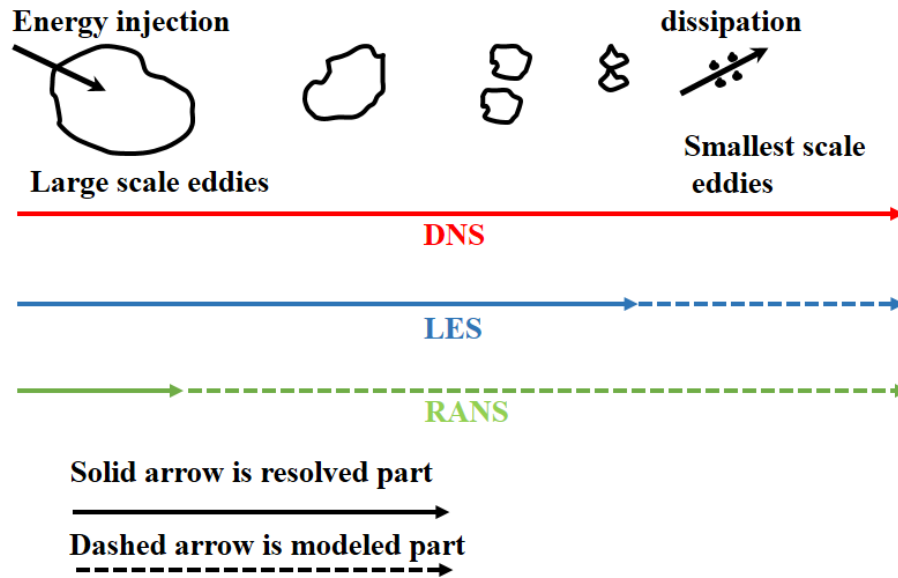 Energy injection
dissipation
Large scale eddies
Smallest scale
eddies
DNS
LES
RANS
Solid arrow is resolved part
Dashed arrow is modeled part